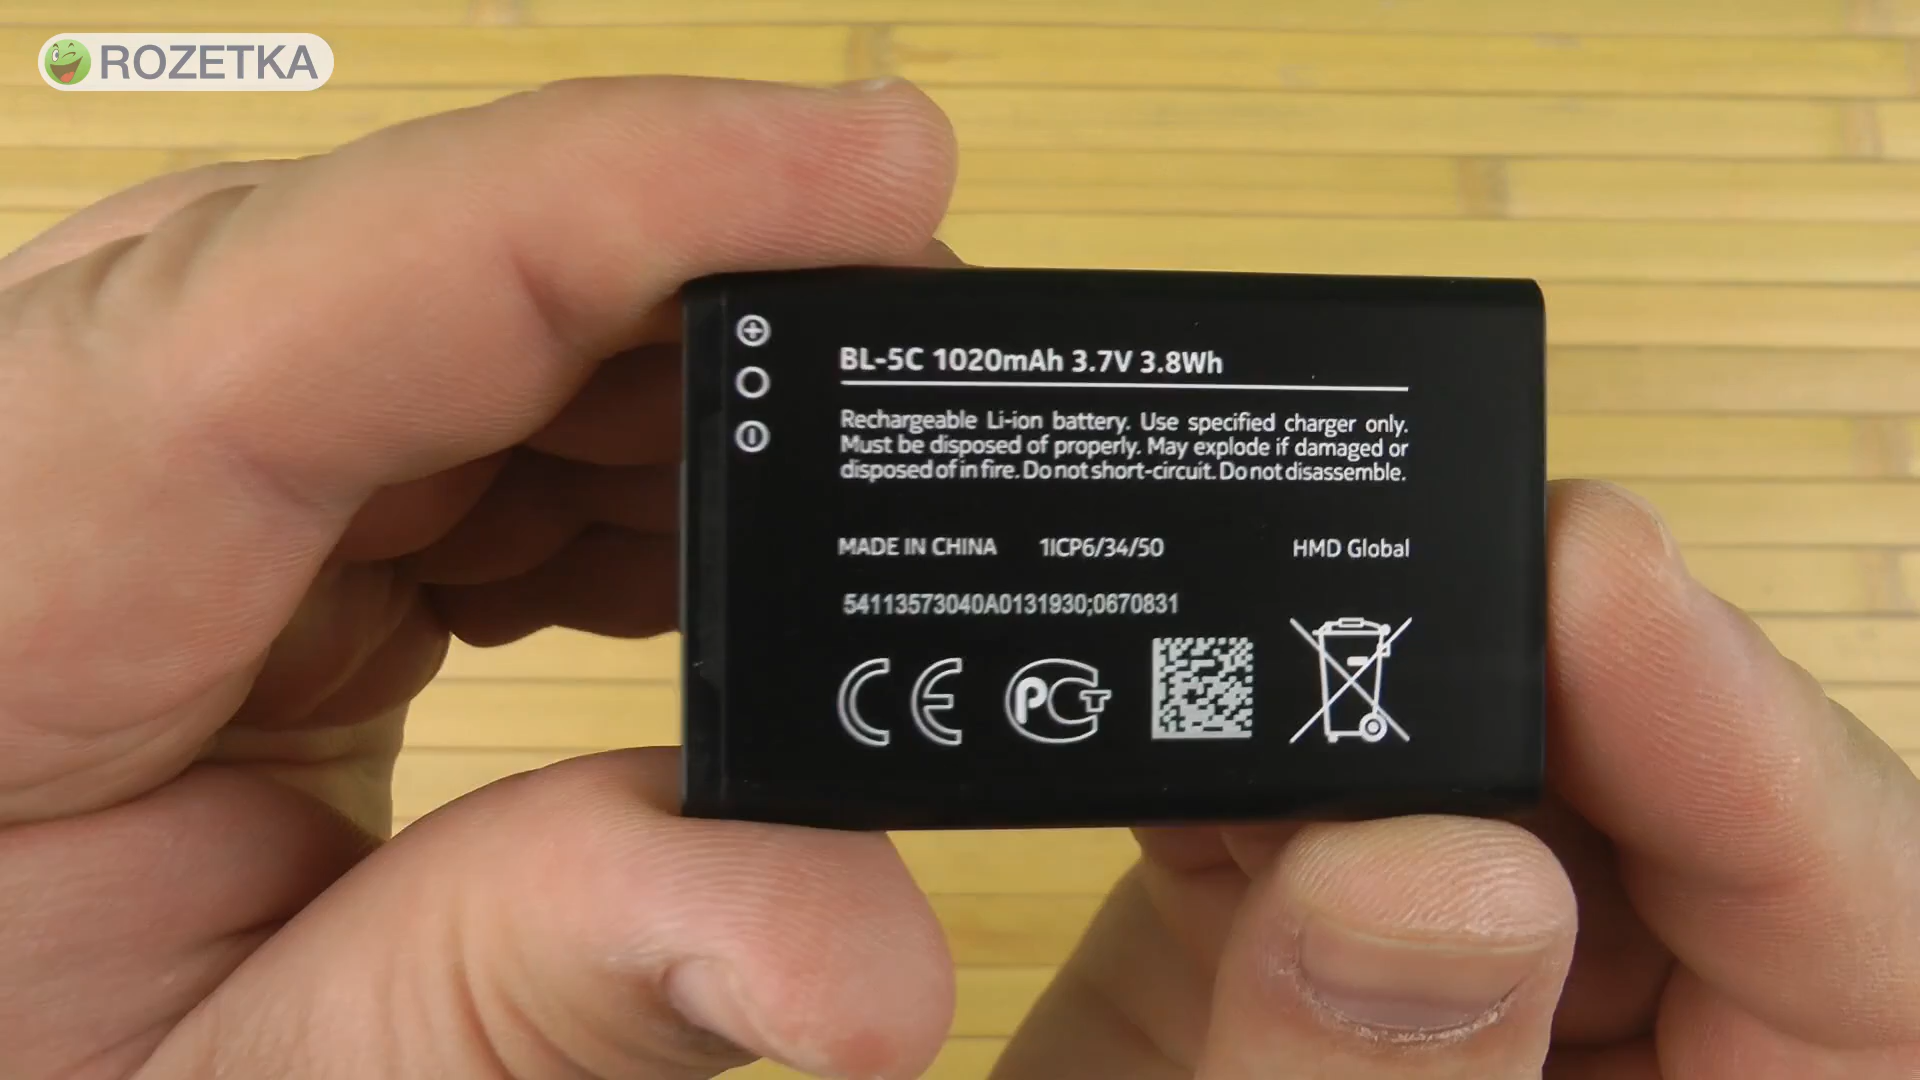 ROZETKA
BL-5C 1020mAh 3.7V 3.8Wh
Rechargeable Li-ion battery. Use specified charger only.
Must be disposed of properly. May explode if damaged or
disposed of in fire. Do not short-circuit. Do not disassemble.
MADE IN CHINA 1ICP6/34/50 HMD Global
54113573040A0131930;0670831
CE PCT